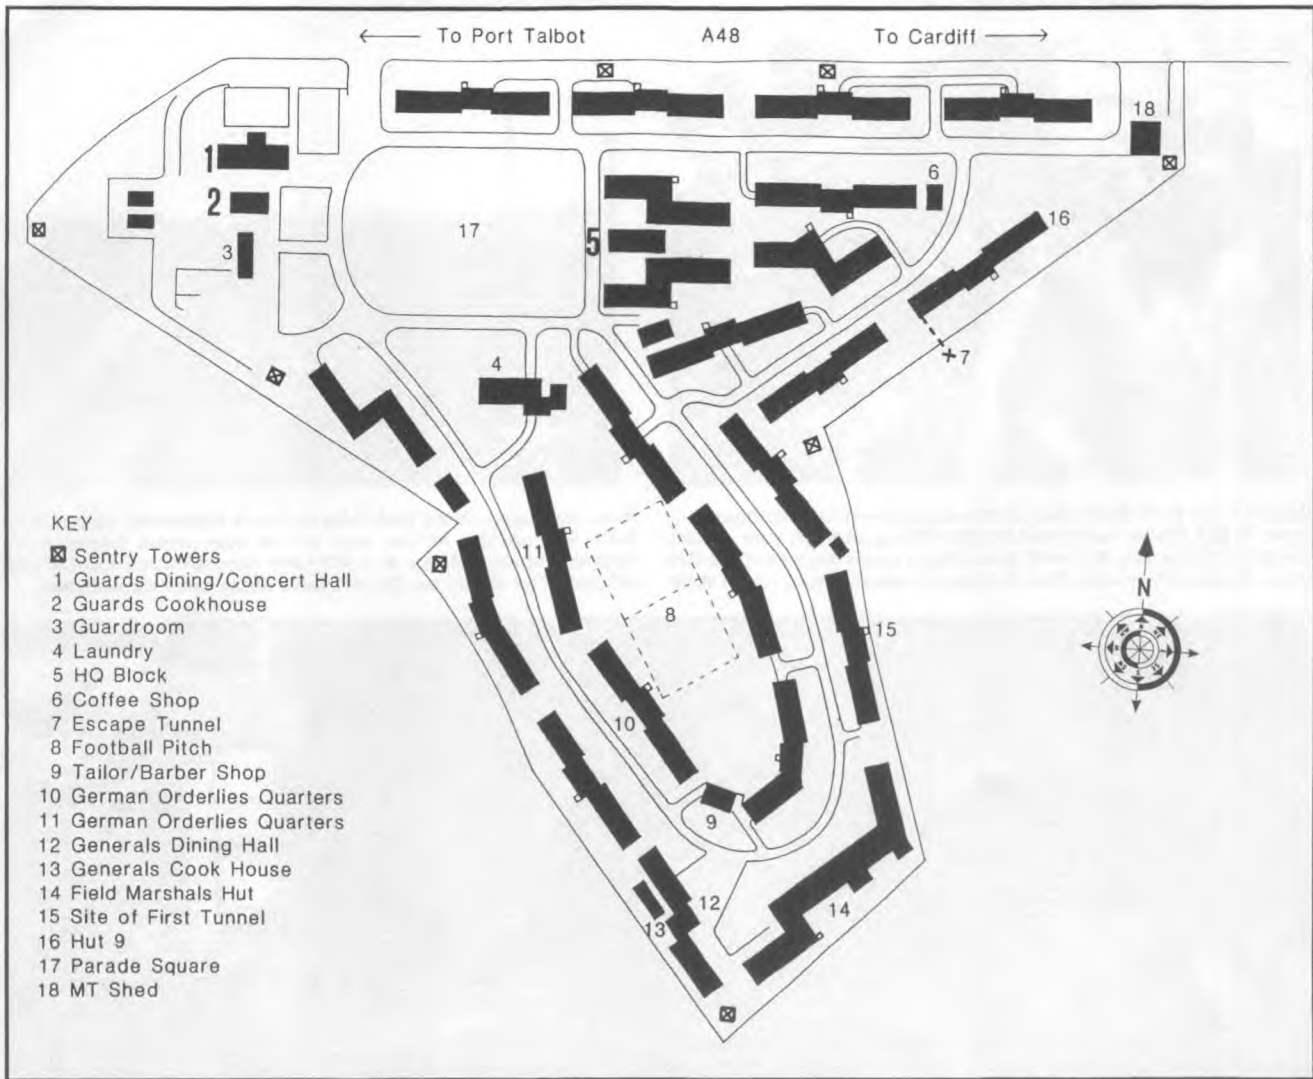 To Port Talbot A48 To Cardiff
18
1
6
2
16
17
5
3
4
7
KEY
Sentry Towers
1 Guards Dining/Concert Hall
2 Guards Cookhouse
3 Guardroom
4 Laundry
5 HQ Block
6 Coffee Shop
7 Escape Tunnel
8 Football Pitch
9 Tailor/Barber Shop
10 German Orderlies Quarters
11 German Orderlies Quarters
12 Generals Dining Hall
13 Generals Cook House
14 Field Marshals Hut
15 Site of First Tunnel
16 Hut 9
17 Parade Square
18 MT Shed
11
N
8
15
10
9
12
14
13